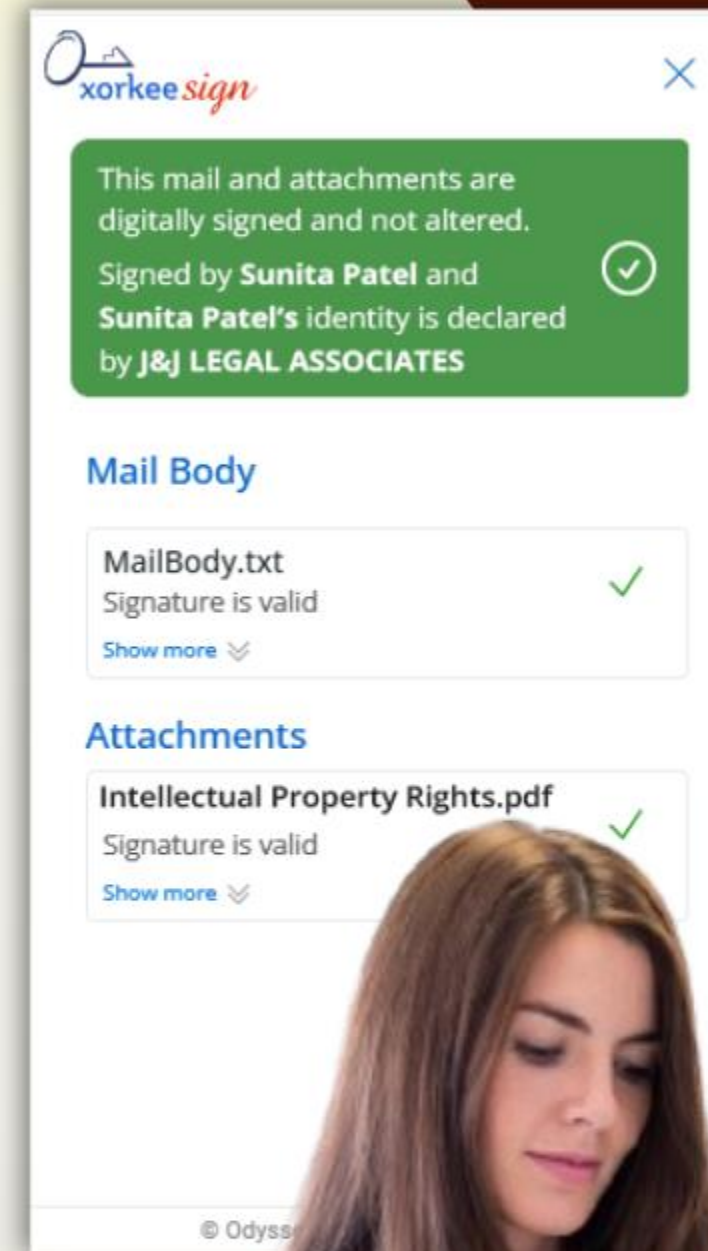 xorkee sign
This mail and attachments are
digitally signed and not altered.
Signed by Sunita Patel and
Sunita Patel's identity is declared
by J&J LEGAL ASSOCIATES
Mail Body
MailBody.txt
Signature is valid
Show more
Attachments
Intellectual Property Rights.pdf
Signature is valid
Show more
©